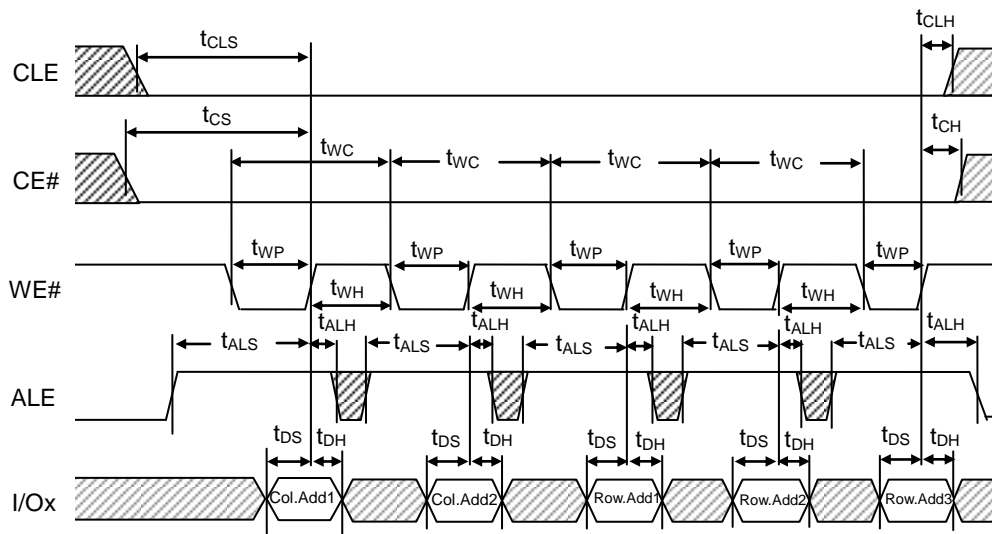 tCLS
tCLH
CLE
tCS
tCH
tWC tWC tWC tWC
CE#
tWP tWP tWP tWP tWP
WE#
tWH tWH tWH tWH
tALS tALH tALS tALH tALS tALH tALS tALH tALS tALH
ALE
tDS tDH tDS tDH tDS tDH tDS tDH tDS tDH
I/Ox Col.Add1 Col.Add2 Row.Add1 Row.Add2 Row.Add3